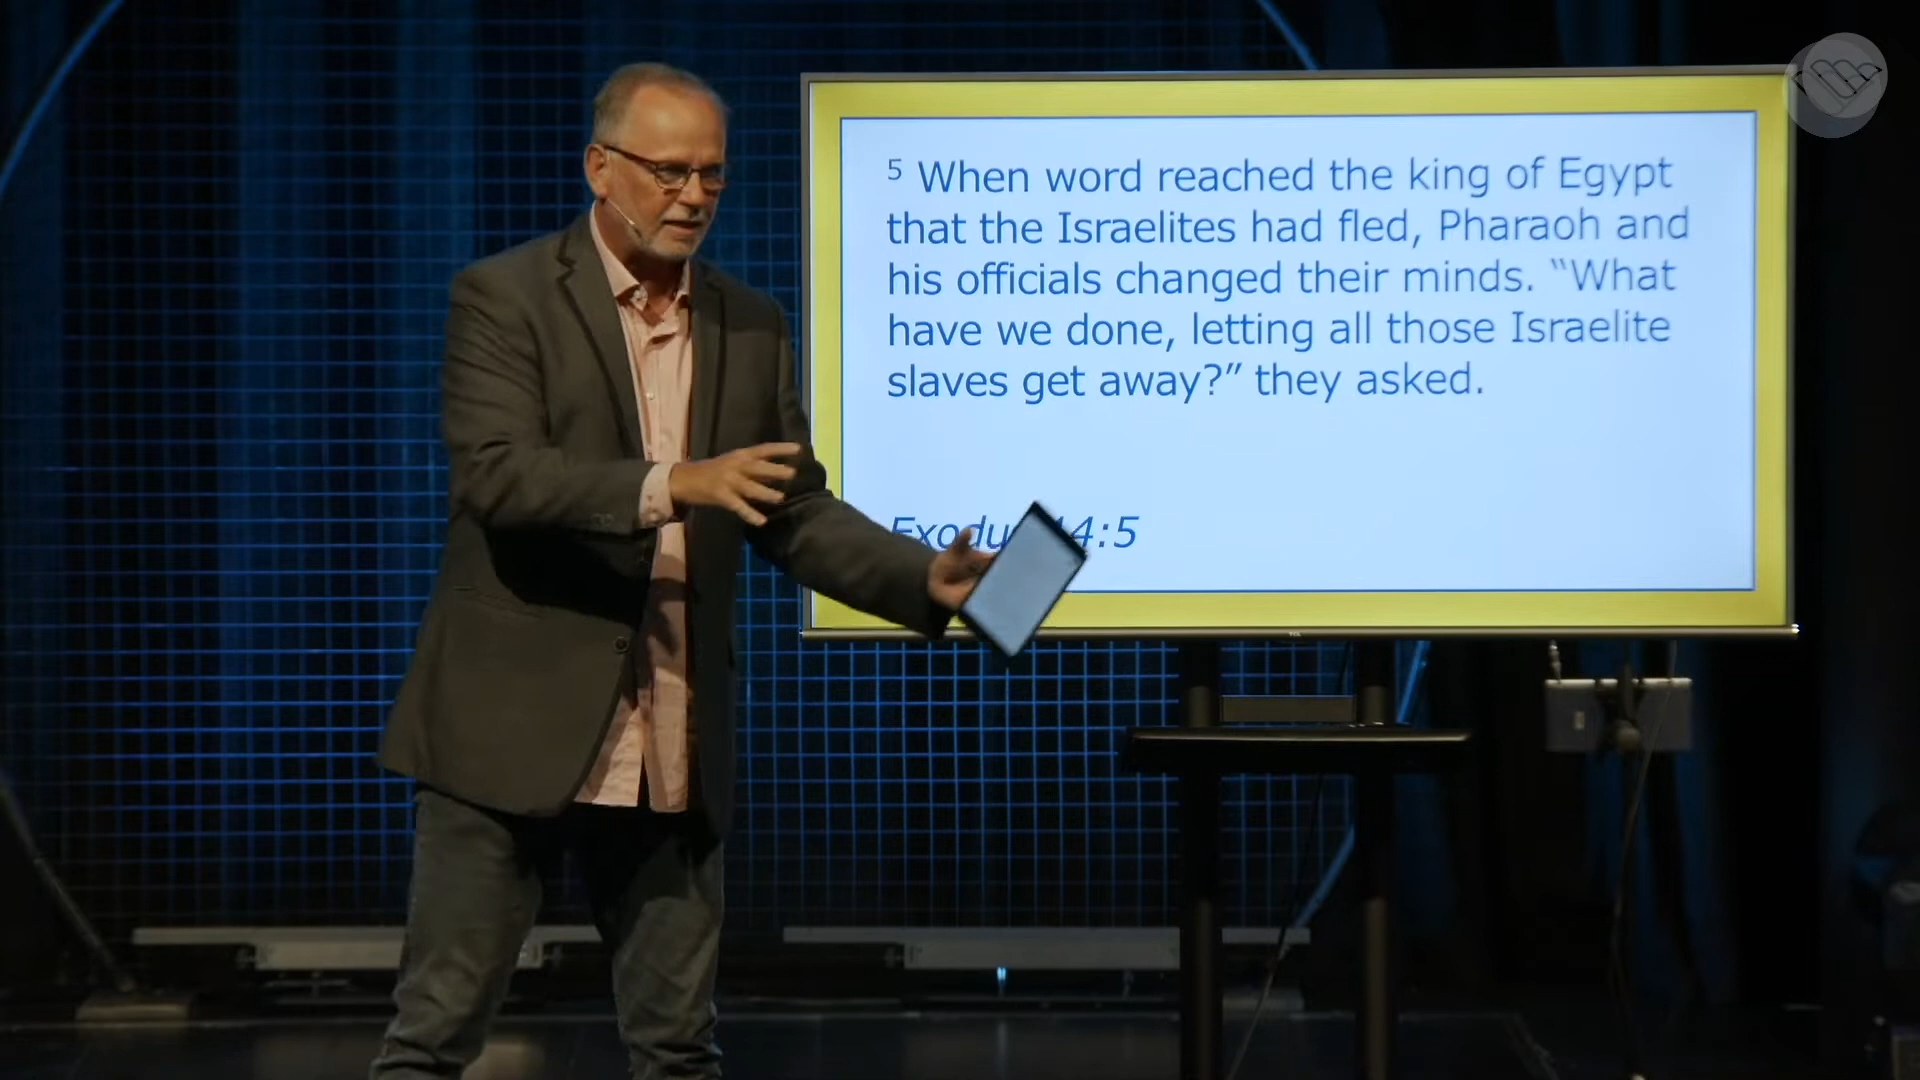 5 When word reached the king of Egypt
that the Israelites had fled, Pharaoh and
his officials changed their minds. “What
have we done, letting all those Israelite
slaves get away?” they asked.
4:5